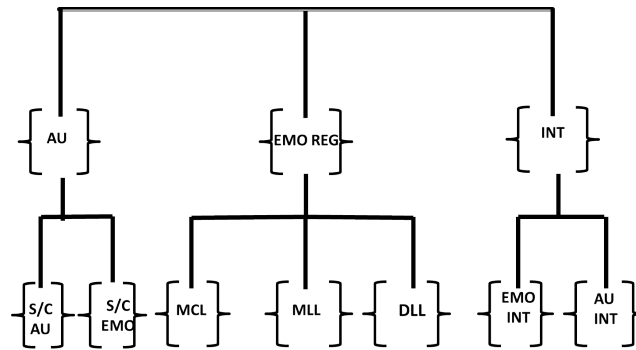 AU
EMO REG
INT
S/C
AU
S/C
EMO
MCL
MLL
DLL
EMO
INT
AU
INT